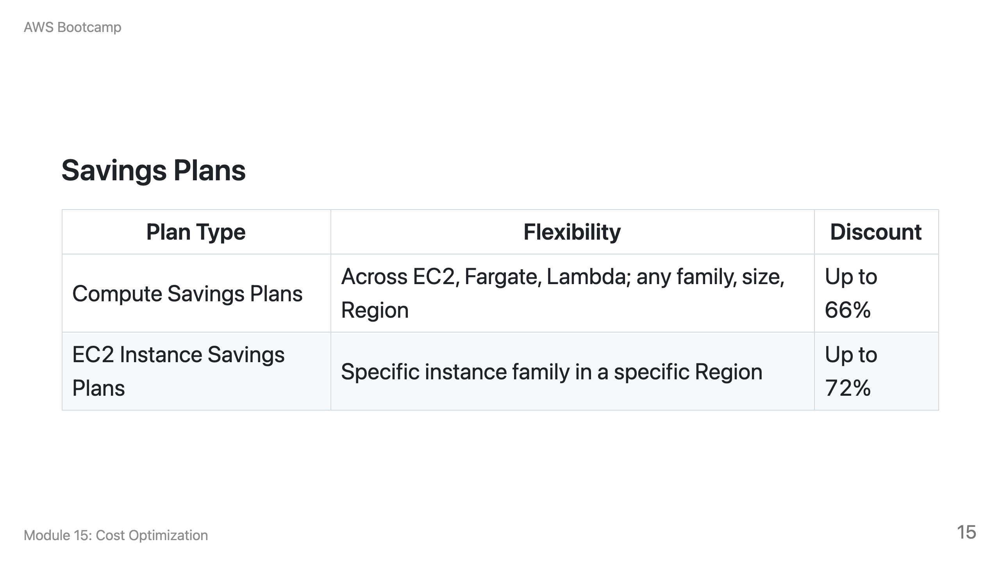 AWS Bootcamp
Savings Plans
Plan Type
Flexibility
Discount
Compute Savings Plans
Across EC2, Fargate, Lambda; any family, size,
Region
Up to
66%
EC2 Instance Savings
Plans
Specific instance family in a specific Region
Up to
72%
Module 15: Cost Optimization
15